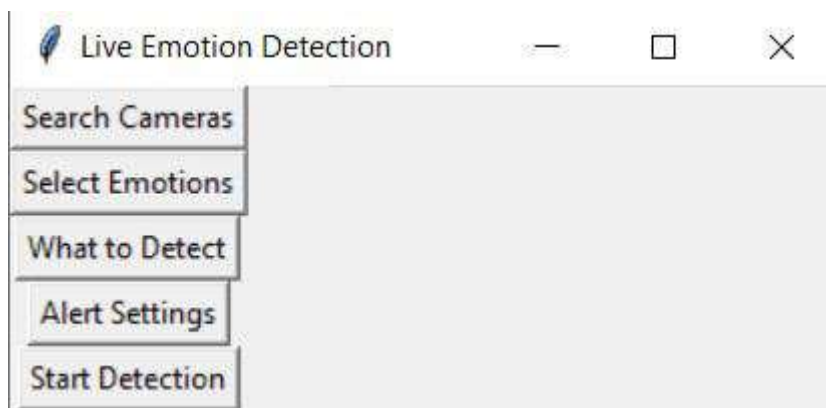 Live Emotion Detection
Search Cameras
Select Emotions
What to Detect
Alert Settings
Start Detection